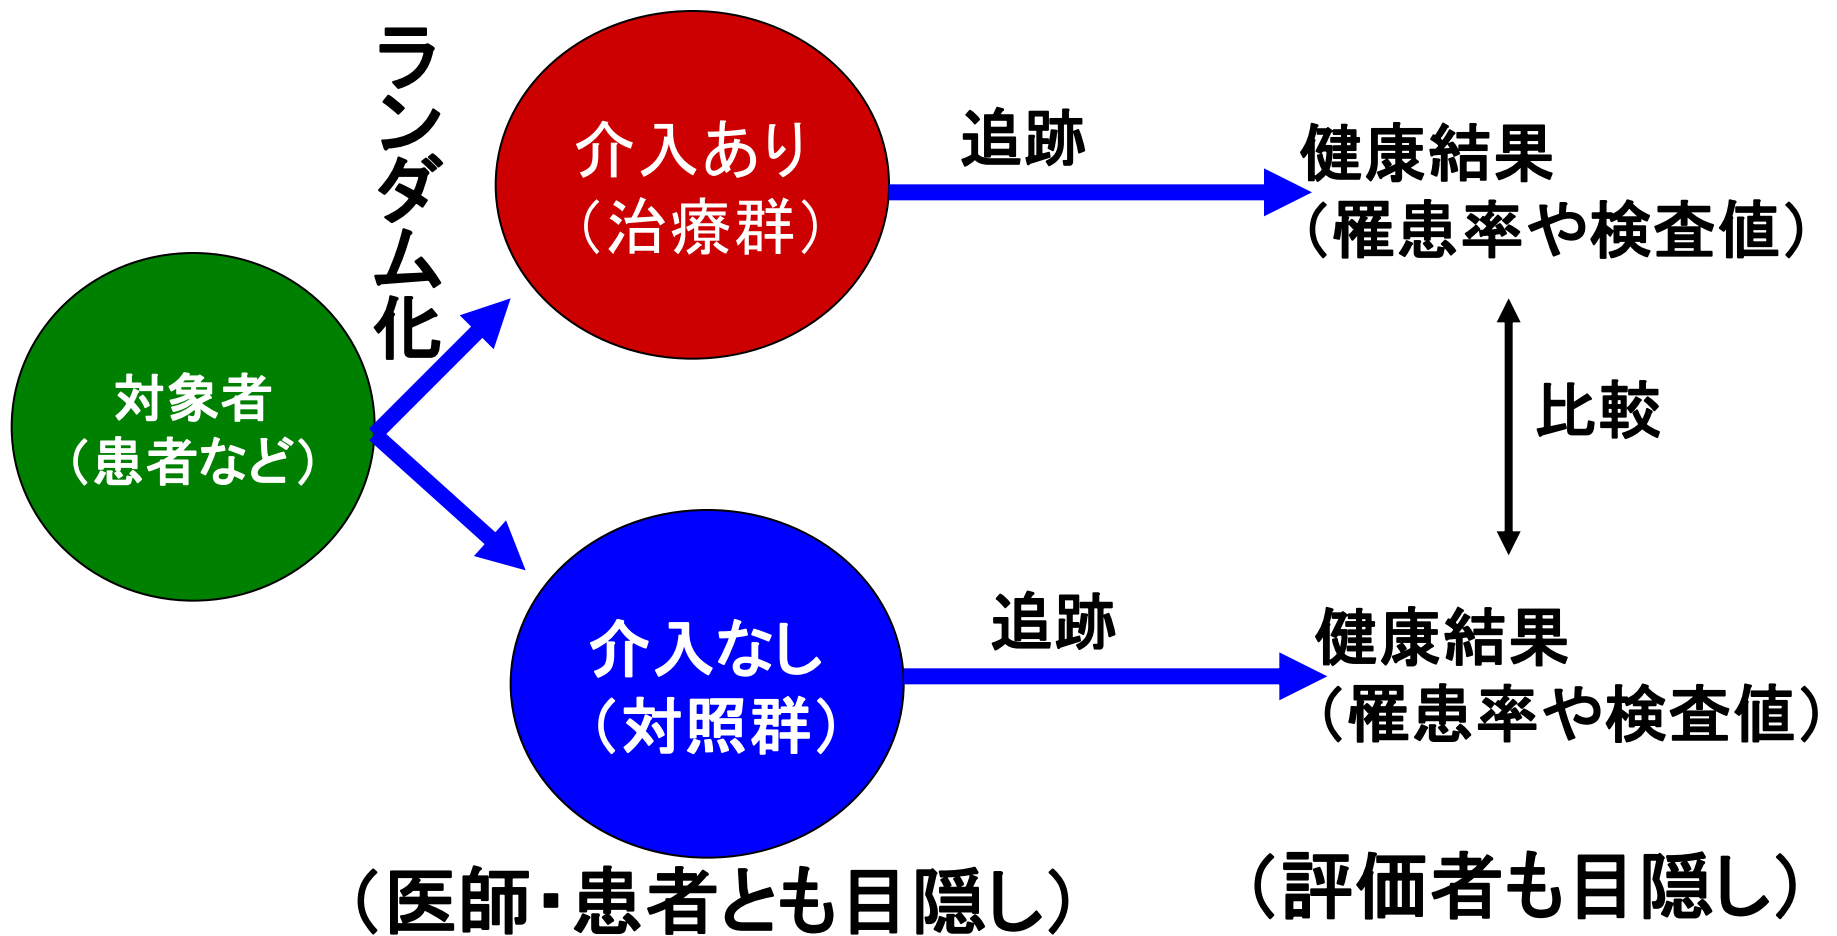 ランダム化
対象者
（患者など）
介入あり
（治療群）
追跡
健康結果
（罹患率や検査値）
比較
介入なし
（対照群）
追跡
健康結果
（罹患率や検査値）
（医師・患者とも目隠し）
（評価者も目隠し）